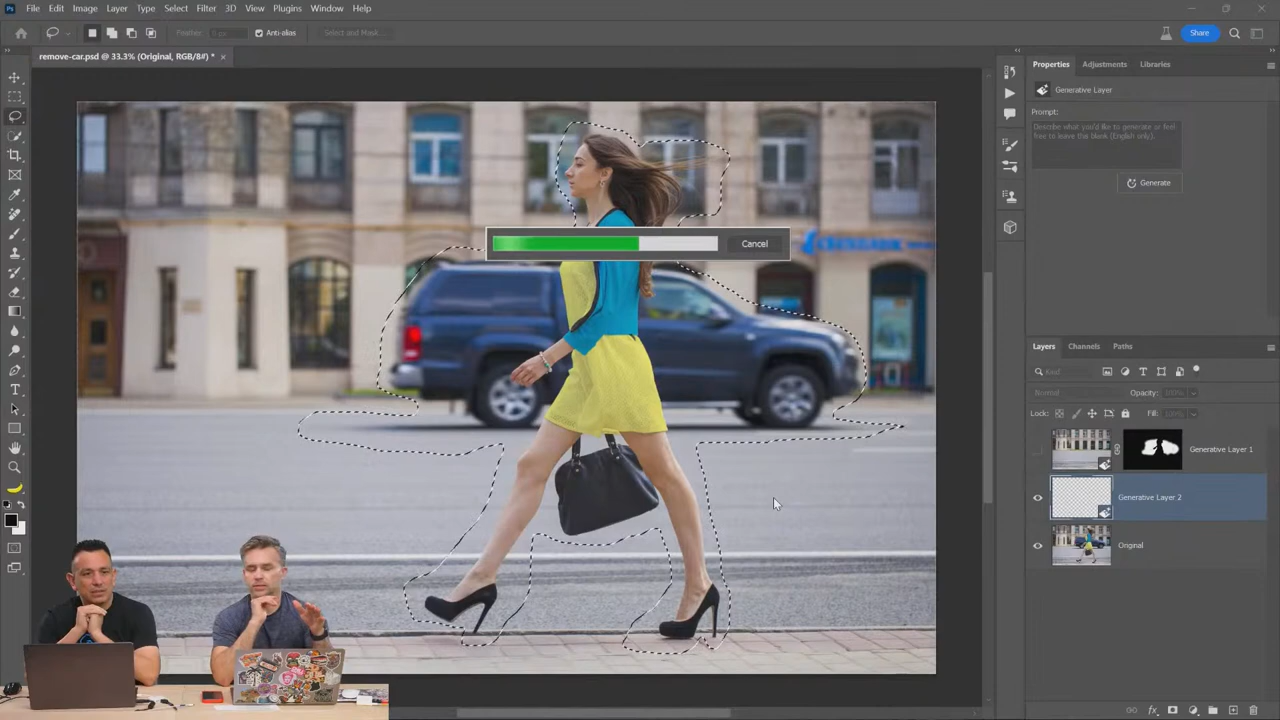 Ps File Edit Image Layer Type Select Filter 3D View Plugins Window Help
Feather: 0 px Anti-alias Select and Mask... Share
remove-car.psd @ 33.3% (Original, RGB/8#) * ×
Properties Adjustments Libraries
Generative Layer
Prompt:
Describe what you'd like to generate or feel
free to leave this blank (English only).
Generate
Cancel
Layers Channels Paths
Kind
Normal Opacity: 100%
Lock: Fill: 100%
Generative Layer 1
Generative Layer 2
Original
fx